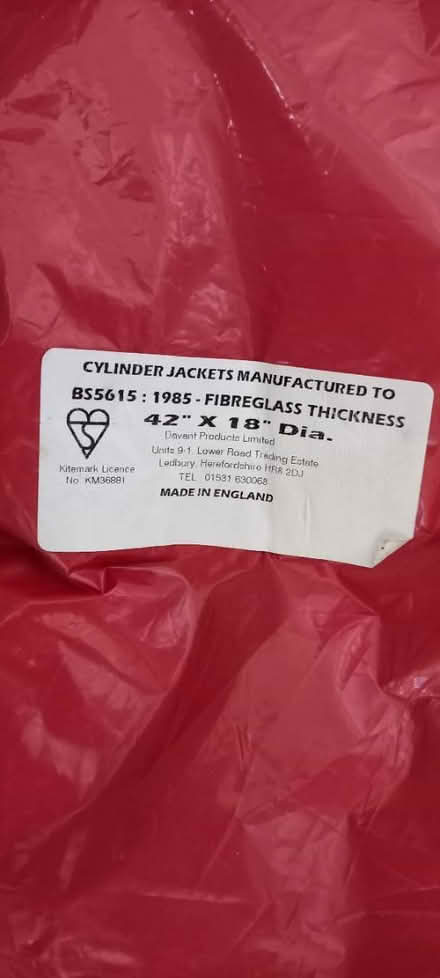 CYLINDER JACKETS MANUFACTURED TO
BS5615 : 1985 - FIBREGLASS THICKNESS
42" X 18" Dia.
Davant Products Limited
Units 9-1, Lower Road Trading Estate
Ledbury, Herefordshire HR8 2DJ
TEL 01531 630068
MADE IN ENGLAND
Kitemark Licence
No KM36881